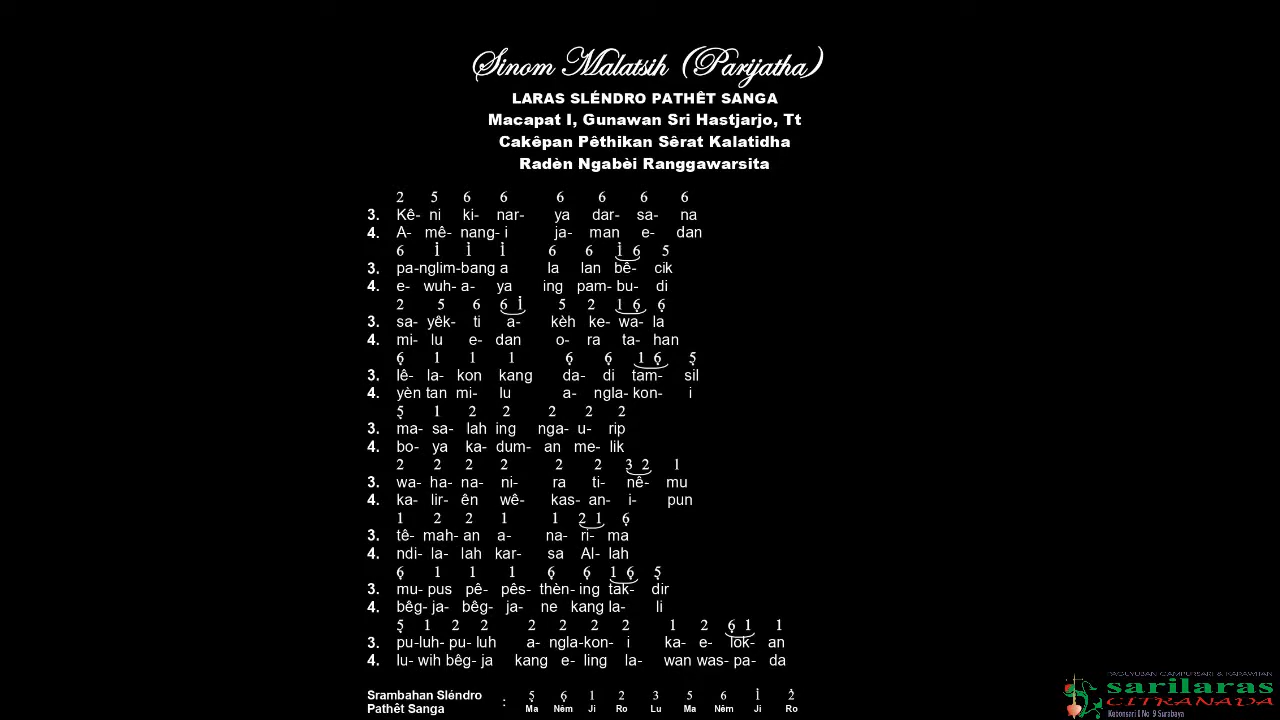 Sinom Malatsih (Parijatha)
LARAS SLÉNDRO PATHÊT SANGA
Macapat I, Gunawan Sri Hastjarjo, Tt
Cakêpan Pêthikan Sêrat Kalatidha
Radèn Ngabèi Ranggawarsita
2 5 6 6 6 6 6 6
3. Kê- ni ki- nar- ya dar- sa- na
4. A- mê- nang- i ja- man e- dan
6 1̇ 1̇ 1̇ 6 6 1̇ 6 5
3. pa-nglim-bang a la lan bê- cik
4. e- wuh- a- ya ing pam- bu- di
2 5 6 6 1̇ 5 2 1 6̣ 6̣
3. sa- yêk- ti a- kèh ke- wa- la
4. mi- lu e- dan o- ra ta- han
6̣ 1 1 1 6̣ 6̣ 1 6̣ 5̣
3. lê- la- kon kang da- di tam- sil
4. yèn tan mi- lu a- ngla- kon- i
5̣ 1 2 2 2 2 2
3. ma- sa- lah ing nga- u- rip
4. bo- ya ka- dum- an me- lik
2 2 2 2 2 2 3 2 1
3. wa- ha- na- ni- ra ti- nê- mu
4. ka- lir- ên wê- kas- an- i- pun
1 2 2 1 1 2 1 6̣
3. tê- mah- an a- na- ri- ma
4. ndi- la- lah kar- sa Al- lah
6̣ 1 1 1 6̣ 6̣ 1 6̣ 5̣
3. mu- pus pê- pês- thèn- ing tak- dir
4. bêg- ja- bêg- ja- ne kang la- li
5̣ 1 2 2 2 2 2 2 1 2 6̣ 1 1
3. pu-luh- pu- luh a- ngla-kon- i ka- e- lok- an
4. lu- wih bêg- ja kang e- ling la- wan was- pa- da
Srambahan Sléndro : 5̣ 6̣ 1 2 3 5 6 1̇ 2̇
Pathêt Sanga Ma Nêm Ji Ro Lu Ma Nêm Ji Ro
PAGUYUBAN CAMPURSARI & KARAWITAN
sarilaras
CITRANADA
Kebonsari I No 9 Surabaya